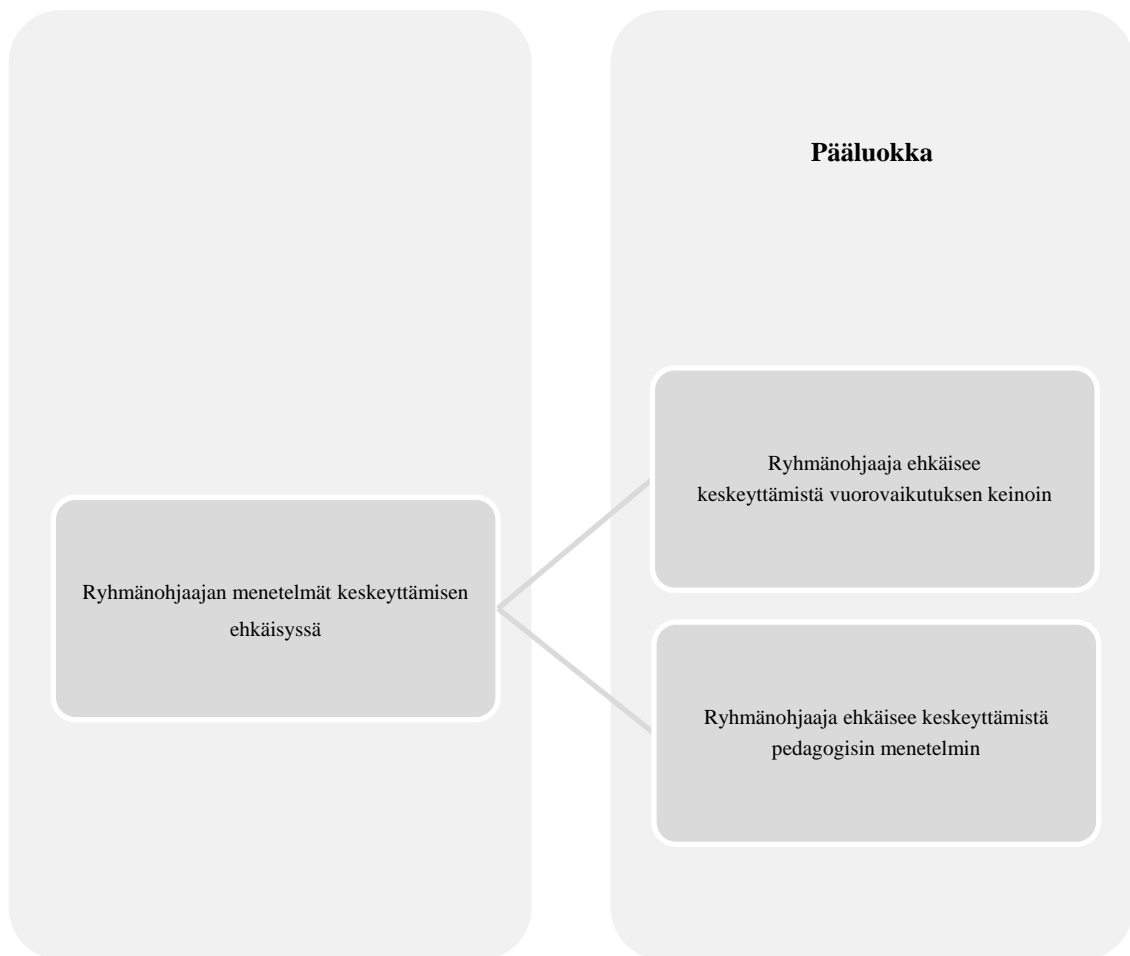 Pääluokka
Ryhmänohjaajan menetelmät keskeyttämisen
ehkäisyssä
Ryhmänohjaaja ehkäisee
keskeyttämistä vuorovaikutuksen keinoin
Ryhmänohjaaja ehkäisee keskeyttämistä
pedagogisin menetelmin